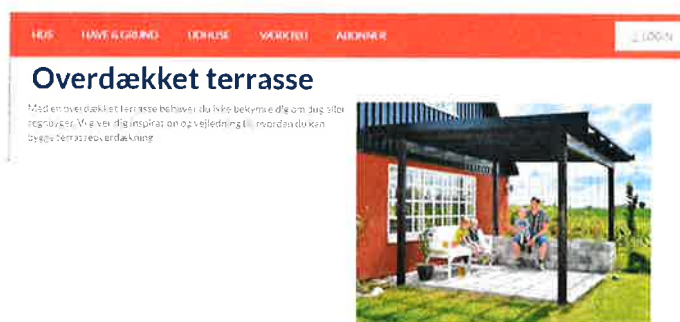 HUS HAVE & GRUND UDHUSE VÆRKTØJ ABONNER LOGIN
Overdækket terrasse
Med en overdækket terrasse behøver du ikke bekymre dig om dug eller
regnbyger. Vi giver dig inspiration og vejledning til, hvordan du kan
bygge terrasseoverdækning